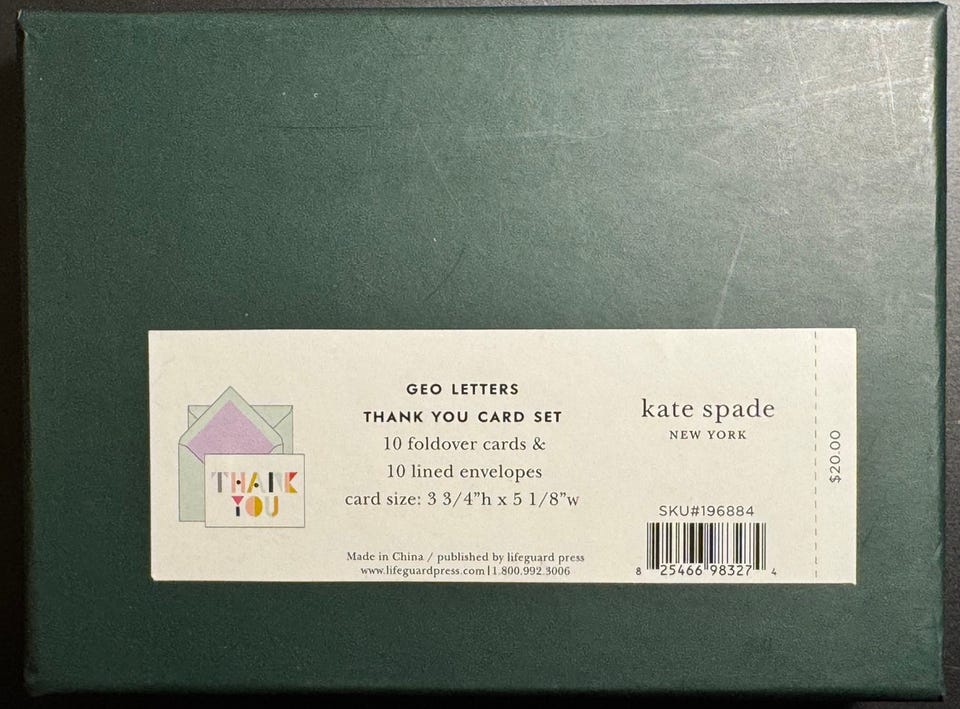 THANK
YOU
GEO LETTERS
THANK YOU CARD SET
10 foldover cards &
10 lined envelopes
card size: 3 3/4”h x 5 1/8”w
Made in China / published by lifeguard press
www.lifeguardpress.com | 1.800.992.3006
kate spade
NEW YORK
SKU#196884
8 25466 98327 4
$20.00